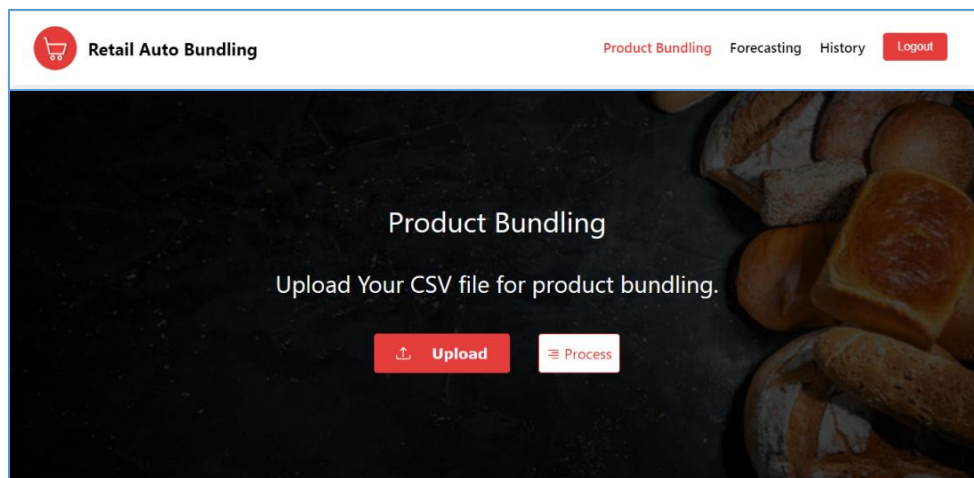 Retail Auto Bundling
Product Bundling Forecasting History Logout
Product Bundling
Upload Your CSV file for product bundling.
Upload Process